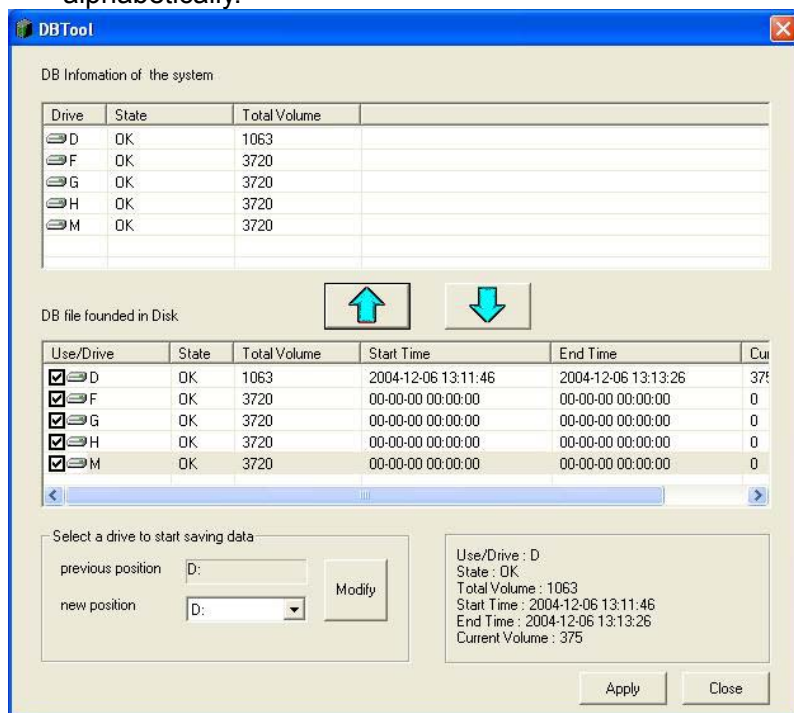 alphabetically.
DBTool
DB Infomation of the system
Drive State Total Volume
D OK 1063
F OK 3720
G OK 3720
H OK 3720
M OK 3720
DB file founded in Disk
Use/Drive State Total Volume Start Time End Time Cur
D OK 1063 2004-12-06 13:11:46 2004-12-06 13:13:26 375
F OK 3720 00-00-00 00:00:00 00-00-00 00:00:00 0
G OK 3720 00-00-00 00:00:00 00-00-00 00:00:00 0
H OK 3720 00-00-00 00:00:00 00-00-00 00:00:00 0
M OK 3720 00-00-00 00:00:00 00-00-00 00:00:00 0
Select a drive to start saving data
previous position D:
Modify
new position D:
Use/Drive : D
State : OK
Total Volume : 1063
Start Time : 2004-12-06 13:11:46
End Time : 2004-12-06 13:13:26
Current Volume : 375
Apply Close